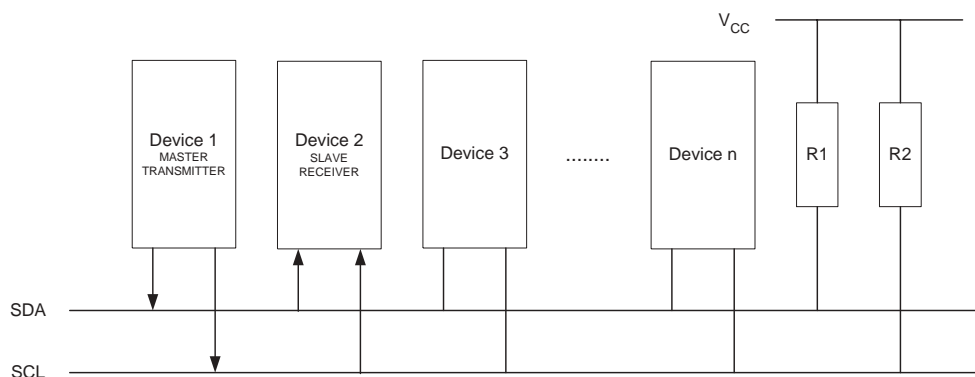 VCC
Device 1
MASTER
TRANSMITTER
Device 2
SLAVE
RECEIVER
Device 3
........
Device n
R1
R2
SDA
SCL